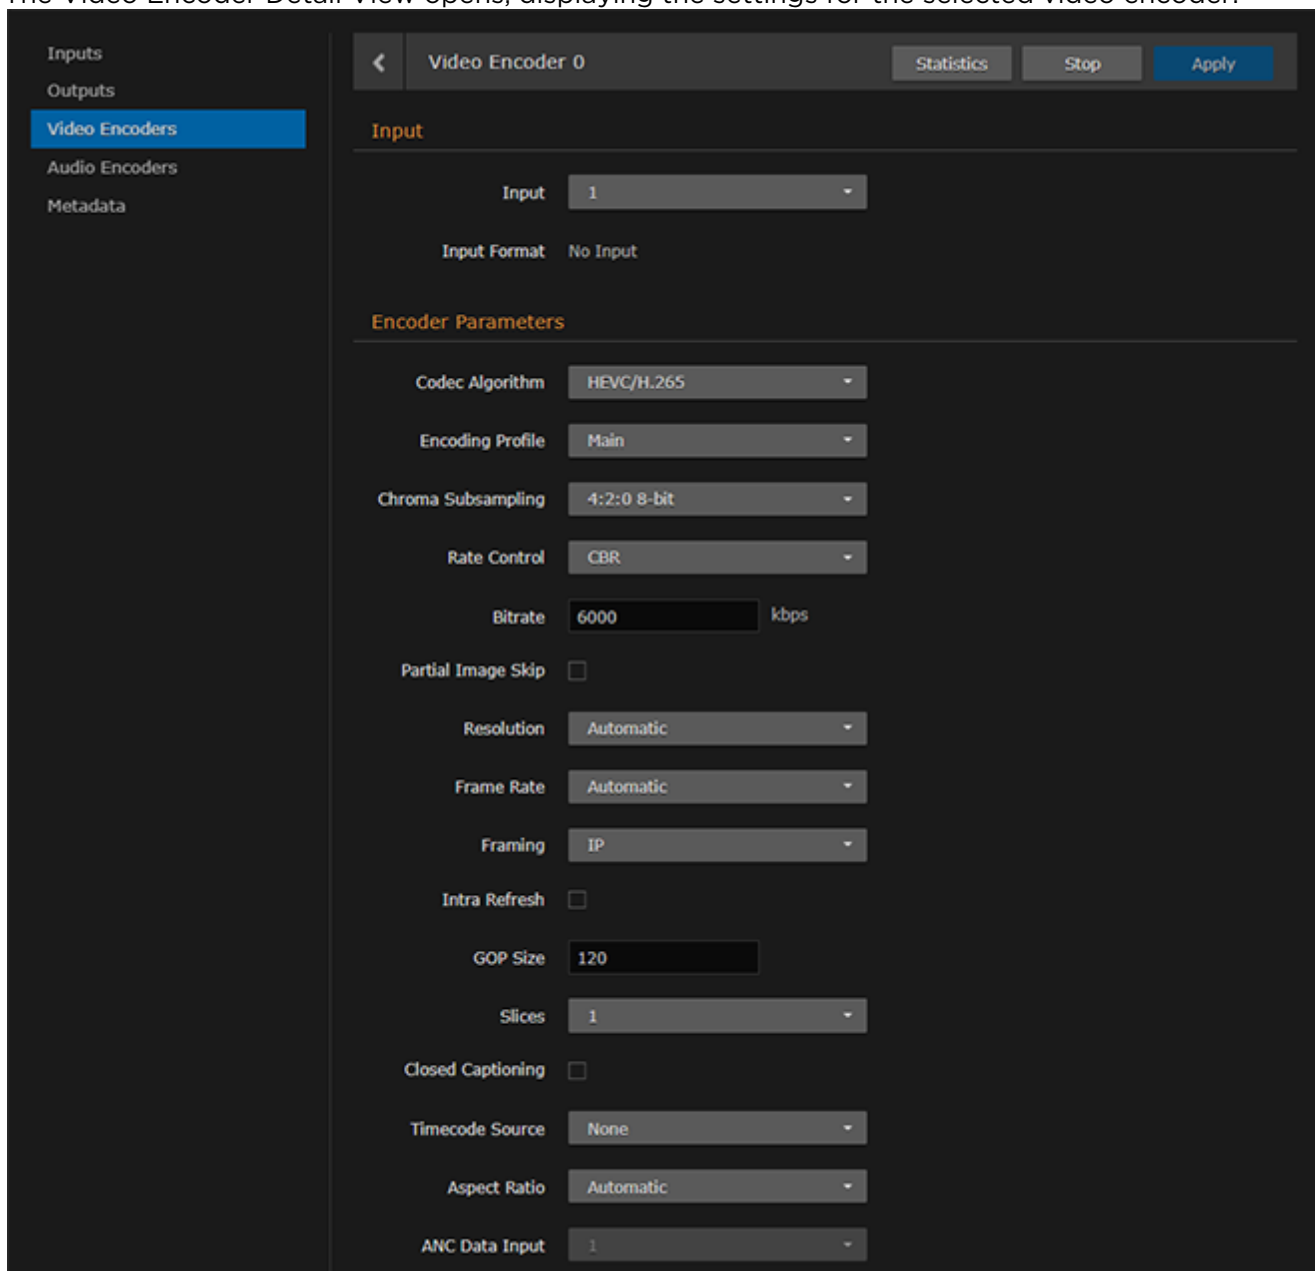 The Video Encoder Detail View opens, displaying the settings for the selected video encoder.
Inputs
Outputs
Video Encoders
Audio Encoders
Metadata
Video Encoder 0
Statistics
Stop
Apply
Input
Input 1
Input Format No Input
Encoder Parameters
Codec Algorithm HEVC/H.265
Encoding Profile Main
Chroma Subsampling 4:2:0 8-bit
Rate Control CBR
Bitrate 6000 kbps
Partial Image Skip
Resolution Automatic
Frame Rate Automatic
Framing IP
Intra Refresh
GOP Size 120
Slices 1
Closed Captioning
Timecode Source None
Aspect Ratio Automatic
ANC Data Input 1